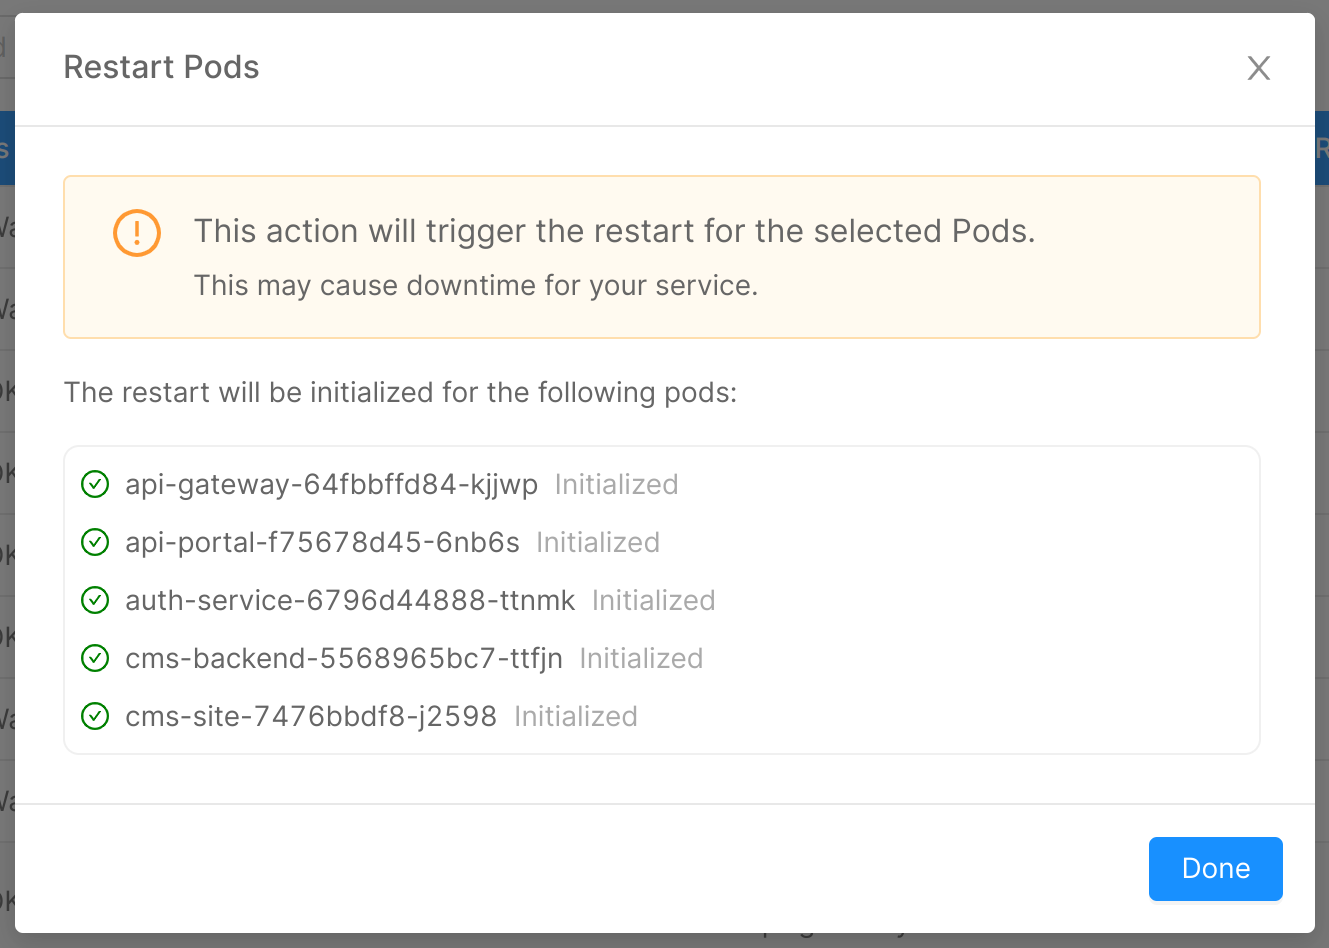 Restart Pods
This action will trigger the restart for the selected Pods.
This may cause downtime for your service.
The restart will be initialized for the following pods:
api-gateway-64fbbffd84-kjjwp Initialized
api-portal-f75678d45-6nb6s Initialized
auth-service-6796d44888-ttnmk Initialized
cms-backend-5568965bc7-ttfjn Initialized
cms-site-7476bbdf8-j2598 Initialized
Done